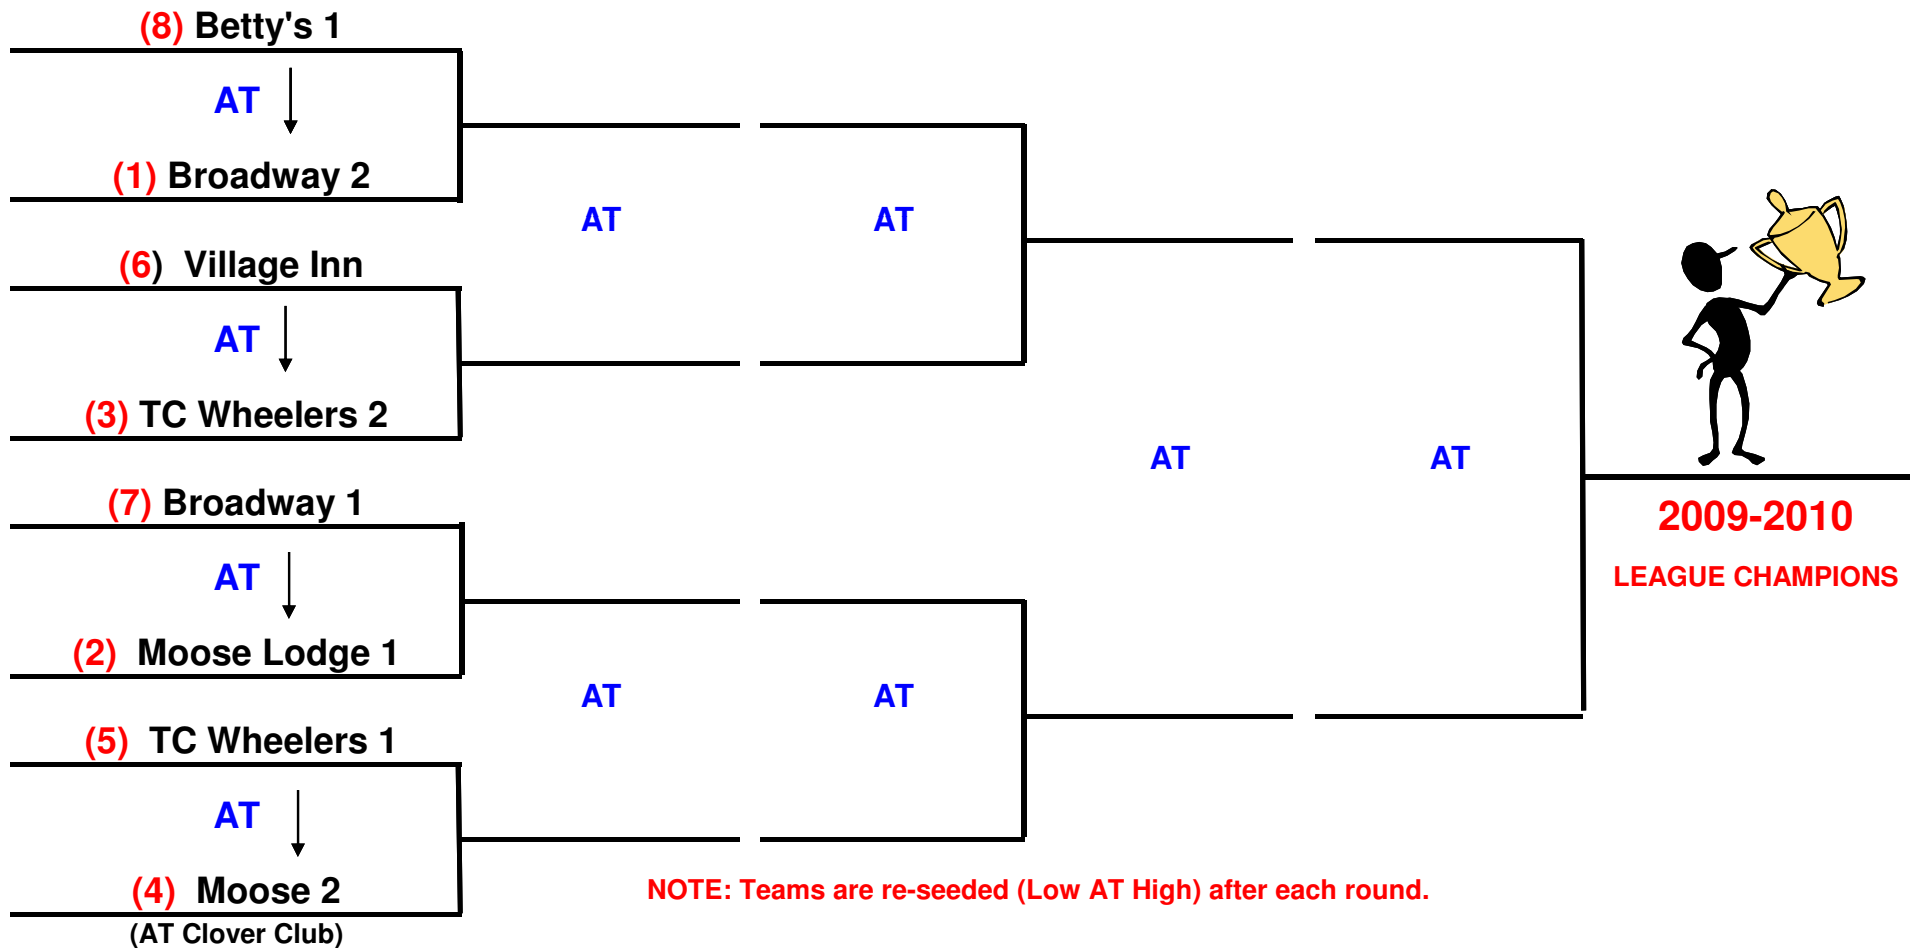 (8) Betty's 1
AT
(1) Broadway 2
(6) Village Inn
AT
(3) TC Wheelers 2
(7) Broadway 1
AT
(2) Moose Lodge 1
(5) TC Wheelers 1
AT
(4) Moose 2
(AT Clover Club)
AT
AT
AT
AT
AT
AT
2009-2010
LEAGUE CHAMPIONS
NOTE: Teams are re-seeded (Low AT High) after each round.